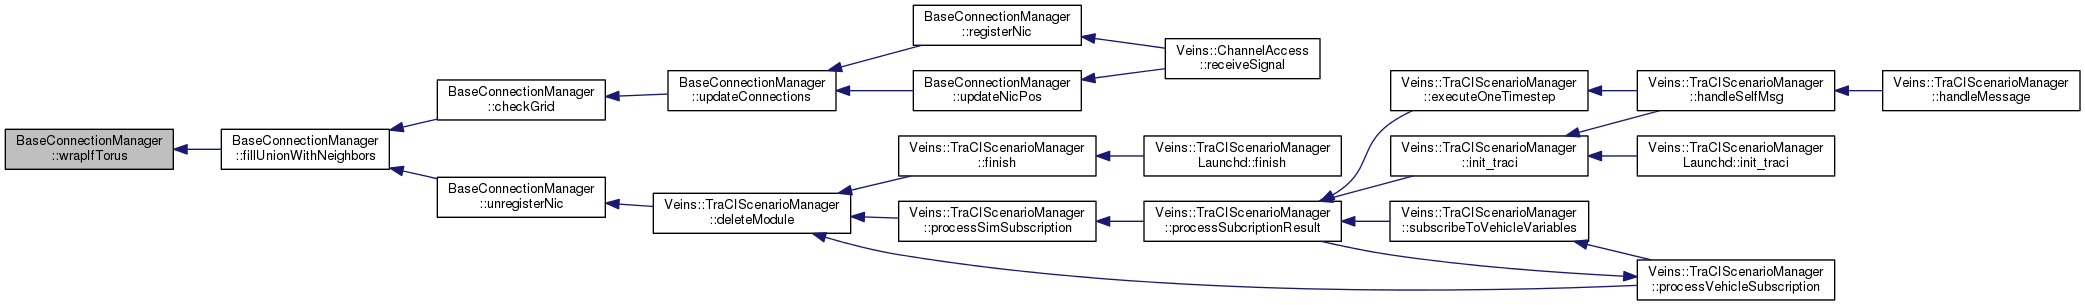 BaseConnectionManager
::wrapIfTorus
BaseConnectionManager
::fillUnionWithNeighbors
BaseConnectionManager
::checkGrid
BaseConnectionManager
::unregisterNic
BaseConnectionManager
::updateConnections
Veins::TraCIScenarioManager
::deleteModule
BaseConnectionManager
::registerNic
BaseConnectionManager
::updateNicPos
Veins::TraCIScenarioManager
::finish
Veins::TraCIScenarioManager
::processSimSubscription
Veins::ChannelAccess
::receiveSignal
Veins::TraCIScenarioManager
Launchd::finish
Veins::TraCIScenarioManager
::processSubcriptionResult
Veins::TraCIScenarioManager
::executeOneTimestep
Veins::TraCIScenarioManager
::init_traci
Veins::TraCIScenarioManager
::subscribeToVehicleVariables
Veins::TraCIScenarioManager
::handleSelfMsg
Veins::TraCIScenarioManager
Launchd::init_traci
Veins::TraCIScenarioManager
::processVehicleSubscription
Veins::TraCIScenarioManager
::handleMessage